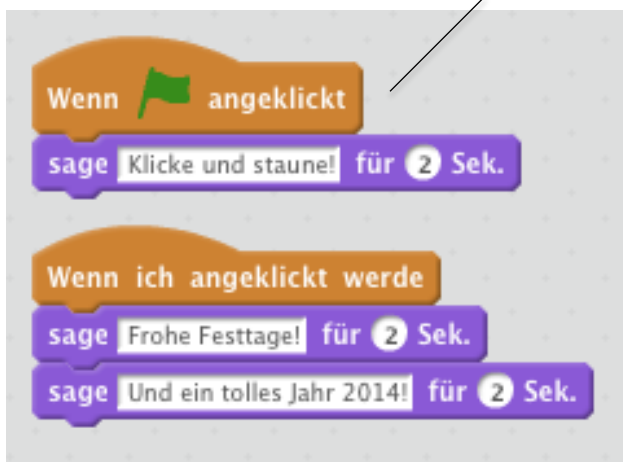 Wenn angeklickt
sage Klicke und staune! für 2 Sek.
Wenn ich angeklickt werde
sage Frohe Festtage! für 2 Sek.
sage Und ein tolles Jahr 2014! für 2 Sek.